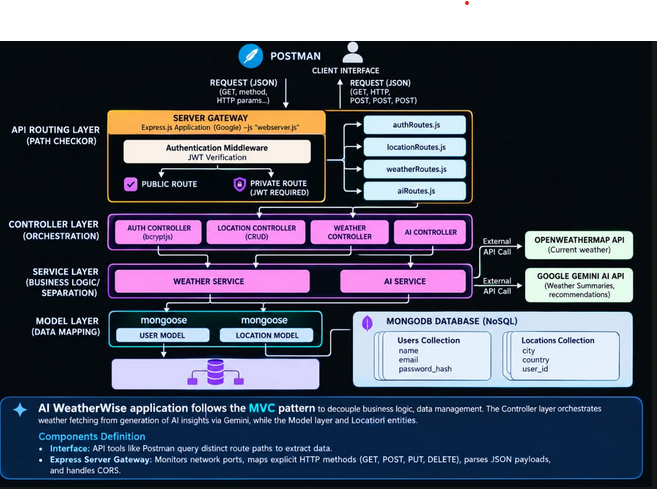 POSTMAN
CLIENT INTERFACE
REQUEST (JSON)
(GET, method,
HTTP params...)
REQUEST (JSON)
(GET, HTTP,
POST, POST, POST)
API ROUTING LAYER
(PATH CHECKOR)
SERVER GATEWAY
Express.js Application (Google) –js "webserver.js"
Authentication Middleware
JWT Verification
PUBLIC ROUTE
PRIVATE ROUTE
(JWT REQUIRED)
authRoutes.js
locationRoutes.js
weatherRoutes.js
aiRoutes.js
CONTROLLER LAYER
(ORCHESTRATION)
AUTH CONTROLLER
(bcryptjs)
LOCATION CONTROLLER
(CRUD)
WEATHER
CONTROLLER
AI CONTROLLER
SERVICE LAYER
(BUSINESS LOGIC/
SEPARATION)
WEATHER SERVICE
AI SERVICE
External
API Call
OPENWEATHERMAP API
(Current weather)
External
API Call
GOOGLE GEMINI AI API
(Weather Summaries,
recommendations)
MODEL LAYER
(DATA MAPPING)
mongoose
USER MODEL
mongoose
LOCATION MODEL
MONGODB DATABASE (NoSQL)
Users Collection
name
email
password_hash
Locations Collection
city
country
user_id
AI WeatherWise application follows the MVC pattern to decouple business logic, data management. The Controller layer orchestrates
weather fetching from generation of AI insights via Gemini, while the Model layer and Location entities.
Components Definition
• Interface: API tools like Postman query distinct route paths to extract data.
• Express Server Gateway: Monitors network ports, maps explicit HTTP methods (GET, POST, PUT, DELETE), parses JSON payloads,
and handles CORS.